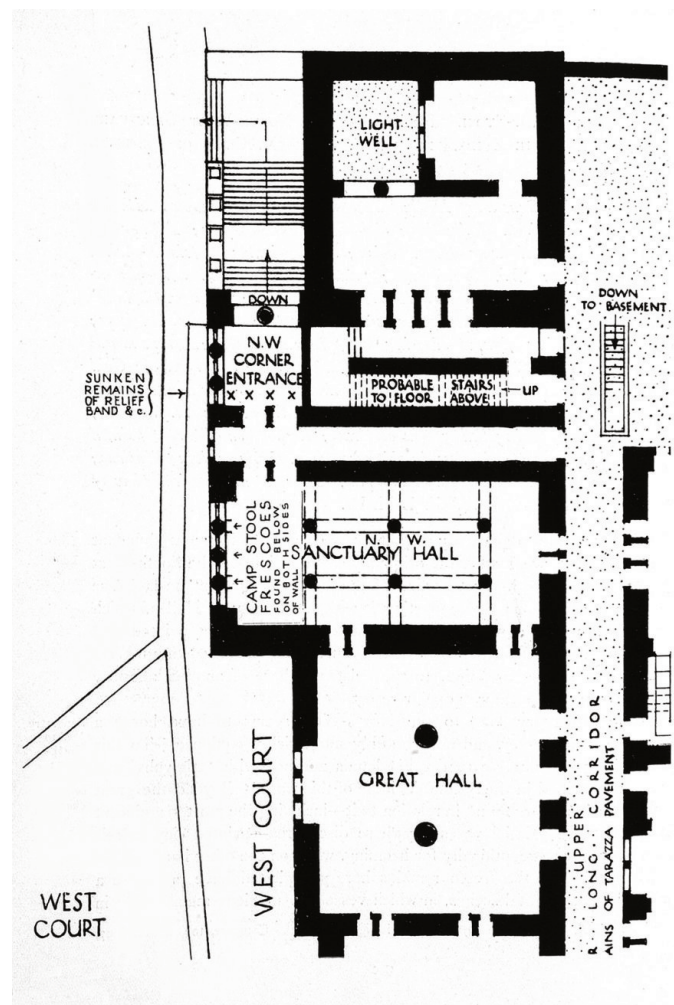 LIGHT
WELL
DOWN
TO BASEMENT
DOWN
N.W
CORNER
ENTRANCE
x x x x
SUNKEN
REMAINS
OF RELIEF
BAND & c.
PROBABLE STAIRS
TO FLOOR ABOVE
UP
CAMP STOOL
FRESCOES
FOUND BELOW
ON BOTH SIDES
OF WALL
N. W.
SANCTUARY HALL
GREAT HALL
WEST COURT
WEST
COURT
UPPER
LONG. CORRIDOR
R
AINS OF TARAZZA PAVEMENT